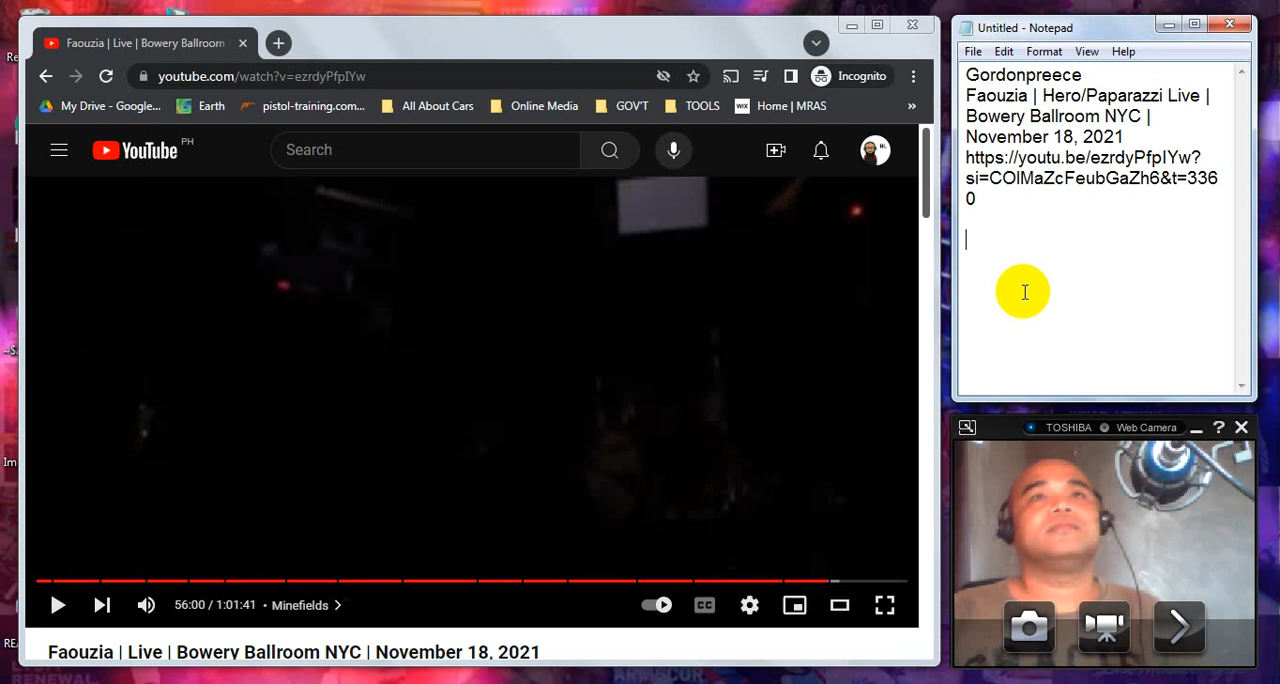 Faouzia | Live | Bowery Ballroom
youtube.com/watch?v=ezrdyPfpIYw
Incognito
My Drive - Google...
Earth
pistol-training.com...
All About Cars
Online Media
GOV'T
TOOLS
WIX
Home | MRAS
»
YouTube PH
Search
56:00 / 1:01:41 • Minefields
CC
Faouzia | Live | Bowery Ballroom NYC | November 18, 2021
Untitled - Notepad
File Edit Format View Help
Gordonpreece
Faouzia | Hero/Paparazzi Live |
Bowery Ballroom NYC |
November 18, 2021
https://youtu.be/ezrdyPfpIYw?
si=COlMaZcFeubGaZh6&t=336
0
TOSHIBA Web Camera
RENEWAL